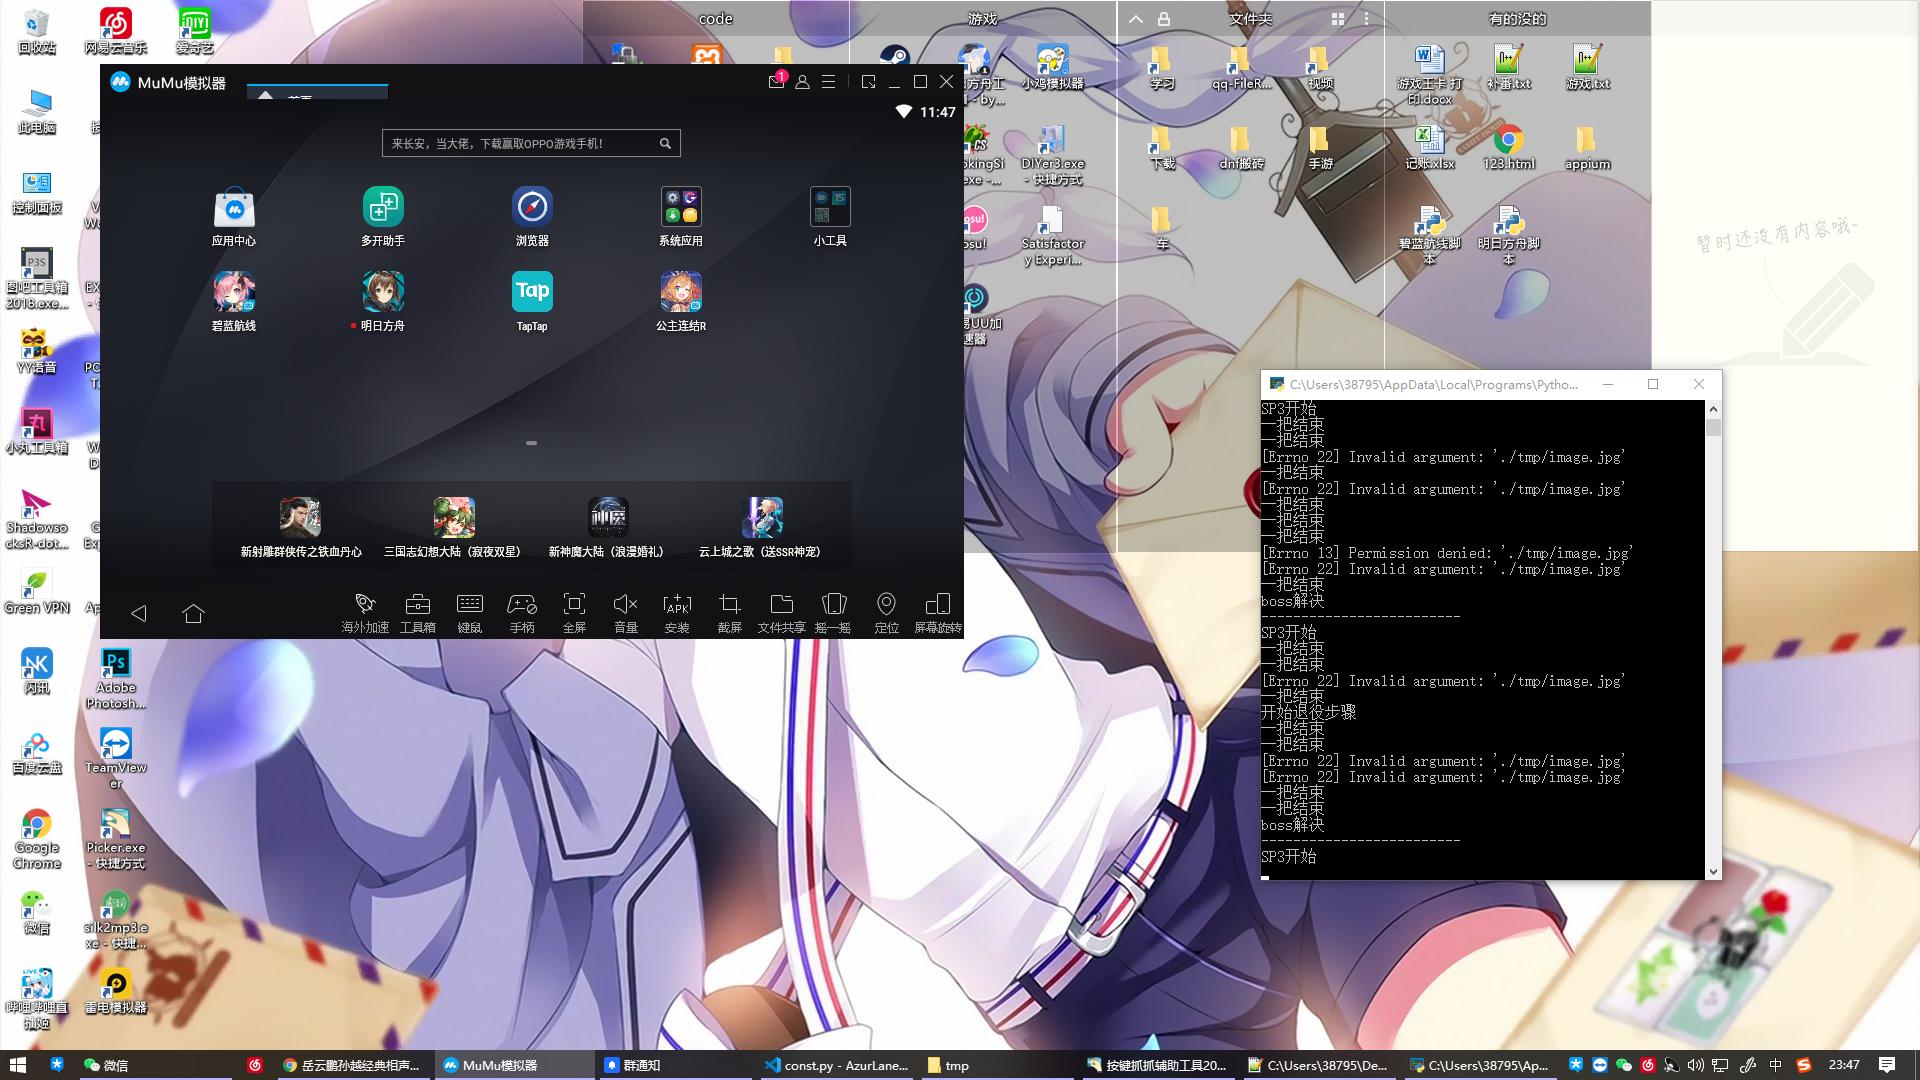 回收站
网易云音乐
爱奇艺
此电脑
控制面板
P3S
图吧工具箱
2018.exe...
YY语音
小丸工具箱
Shadowso
cksR-dot...
Green VPN
闪讯
Adobe
Photosh...
百度云盘
TeamView
er
Google
Chrome
Picker.exe
- 快捷方式
微信
silk2mp3.e
xe - 快捷...
哔哩哔哩直
播姬
雷电模拟器
MuMu模拟器
1
11:47
来长安，当大佬，下载赢取OPPO游戏手机！
应用中心
多开助手
浏览器
系统应用
小工具
碧蓝航线
明日方舟
Tap
TapTap
公主连结R
新射雕群侠传之铁血丹心
三国志幻想大陆（寂夜双星）
新神魔大陆（浪漫婚礼）
云上城之歌（送SSR神宠）
海外加速
工具箱
键鼠
手柄
全屏
音量
APK
安装
截屏
文件共享
摇一摇
定位
屏幕旋转
code
游戏
小鸡模拟器
DIYer3.exe
- 快捷方式
osu!
Satisfactor
y Experi...
文件夹
学习
qq-FileR...
视频
下载
dnf搬砖
手游
车
有的没的
游戏王卡 打
印.docx
补番.txt
游戏.txt
记账.xlsx
123.html
appium
碧蓝航线脚
本
明日方舟脚
本
暂时还没有内容哦~
C:\Users\38795\AppData\Local\Programs\Pytho...
SP3开始
一把结束
一把结束
[Errno 22] Invalid argument: './tmp/image.jpg'
一把结束
[Errno 22] Invalid argument: './tmp/image.jpg'
一把结束
一把结束
一把结束
[Errno 13] Permission denied: './tmp/image.jpg'
[Errno 22] Invalid argument: './tmp/image.jpg'
一把结束
boss解决
-------------------------
SP3开始
一把结束
一把结束
[Errno 22] Invalid argument: './tmp/image.jpg'
一把结束
开始退役步骤
一把结束
一把结束
[Errno 22] Invalid argument: './tmp/image.jpg'
[Errno 22] Invalid argument: './tmp/image.jpg'
一把结束
一把结束
boss解决
-------------------------
SP3开始
微信
岳云鹏孙越经典相声...
MuMu模拟器
群通知
const.py - AzurLane...
tmp
按键抓抓辅助工具20...
C:\Users\38795\De...
C:\Users\38795\Ap...
中
23:47